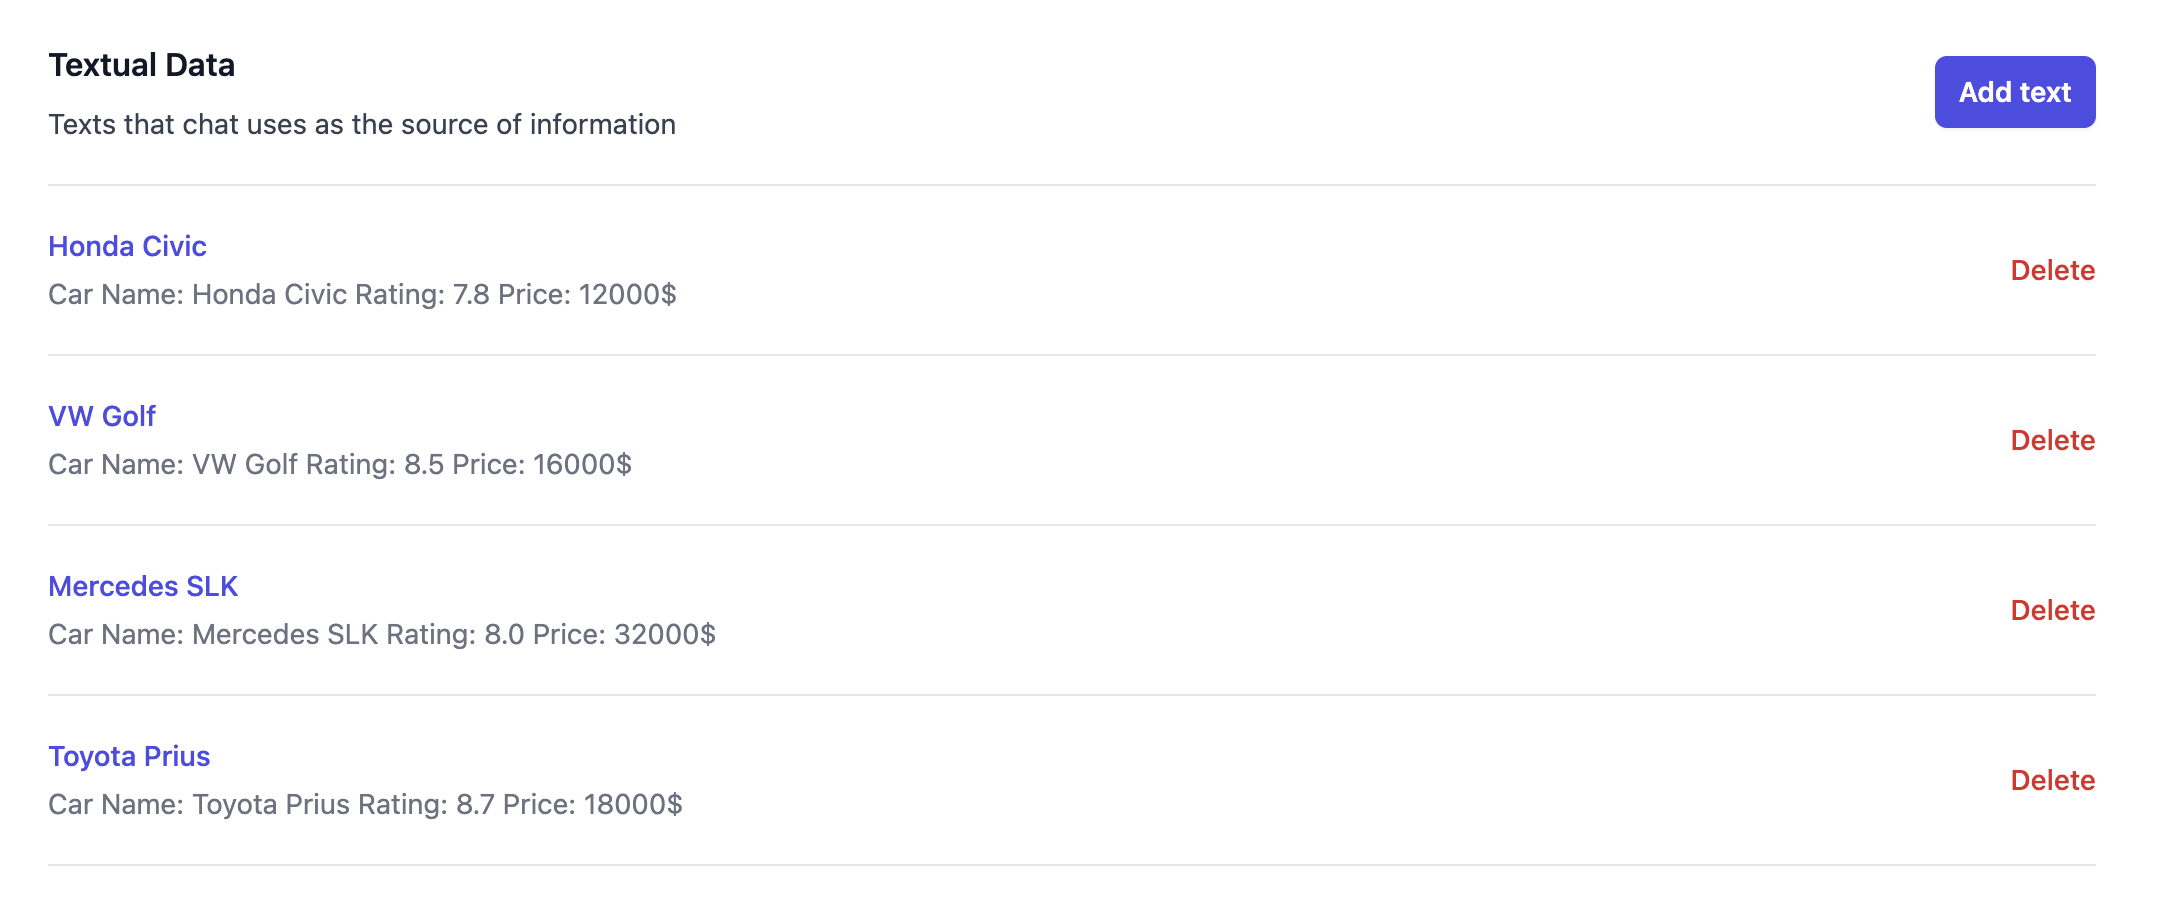 Textual Data
Add text
Texts that chat uses as the source of information
Honda Civic
Car Name: Honda Civic Rating: 7.8 Price: 12000$
Delete
VW Golf
Car Name: VW Golf Rating: 8.5 Price: 16000$
Delete
Mercedes SLK
Car Name: Mercedes SLK Rating: 8.0 Price: 32000$
Delete
Toyota Prius
Car Name: Toyota Prius Rating: 8.7 Price: 18000$
Delete